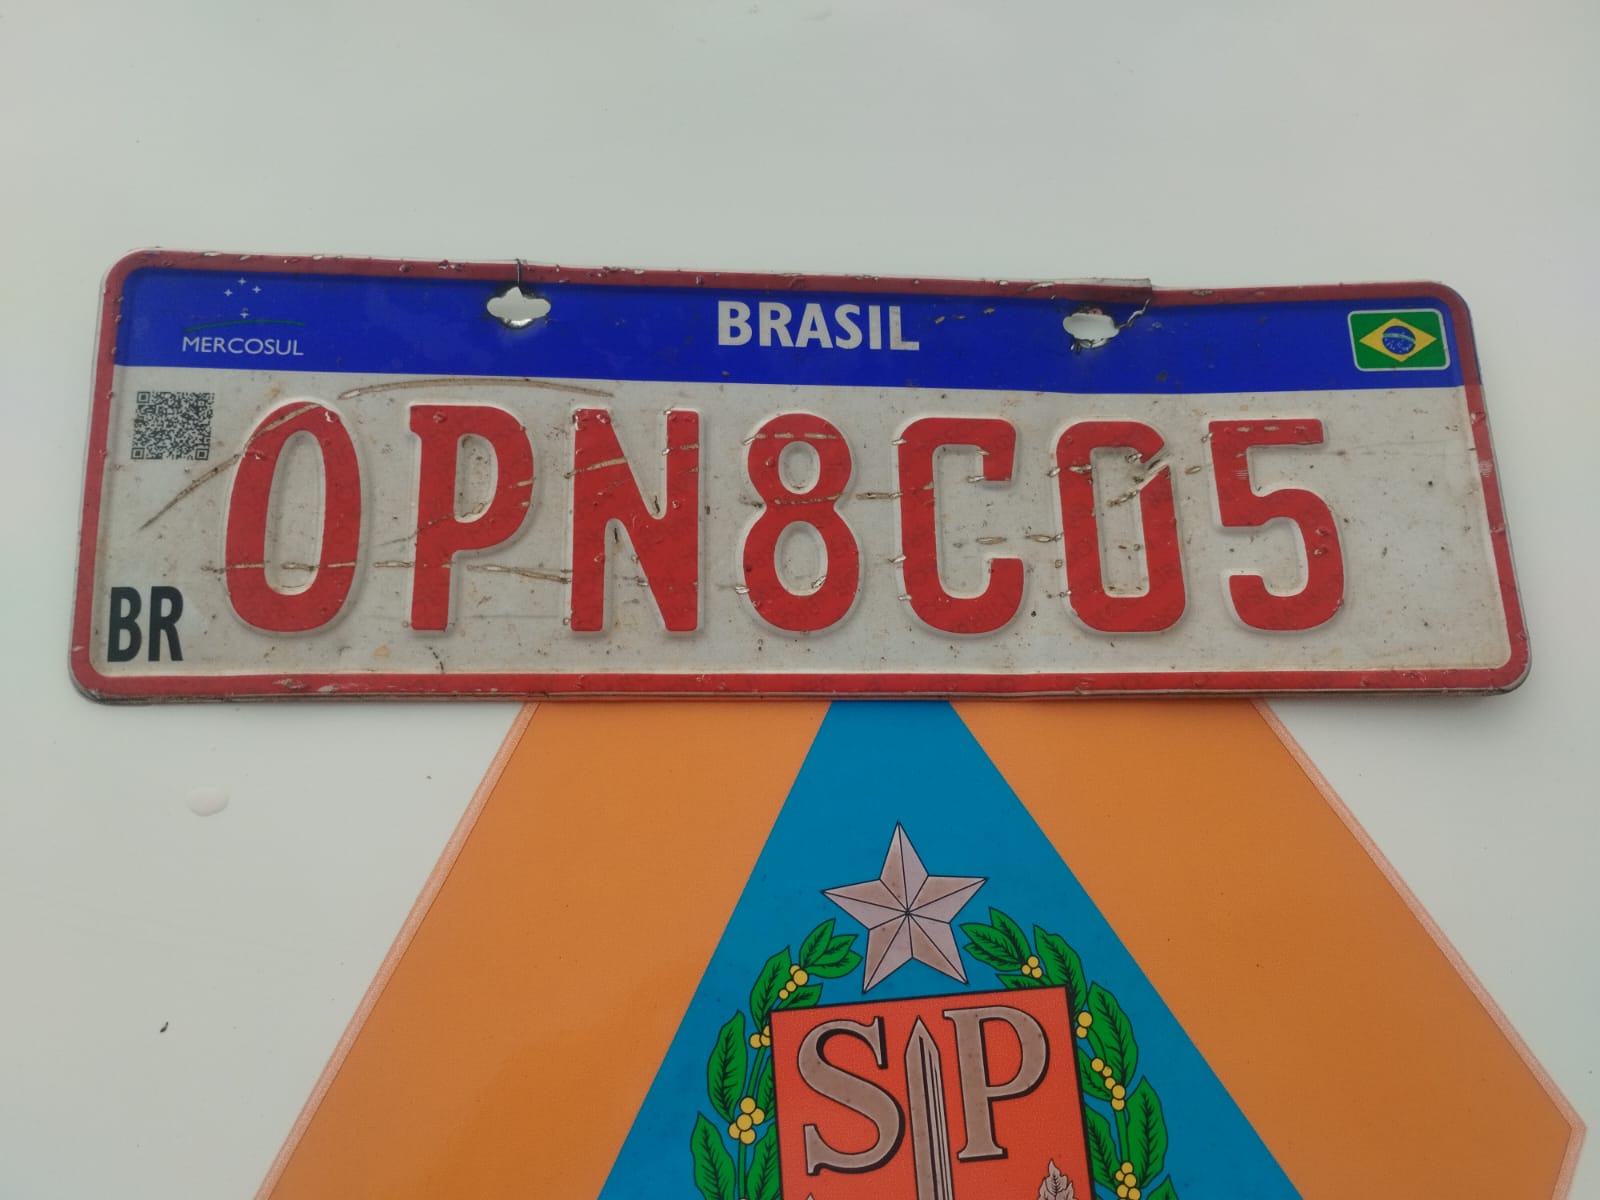 BRASIL
MERCOSUL
OPN8C05
BR
SP